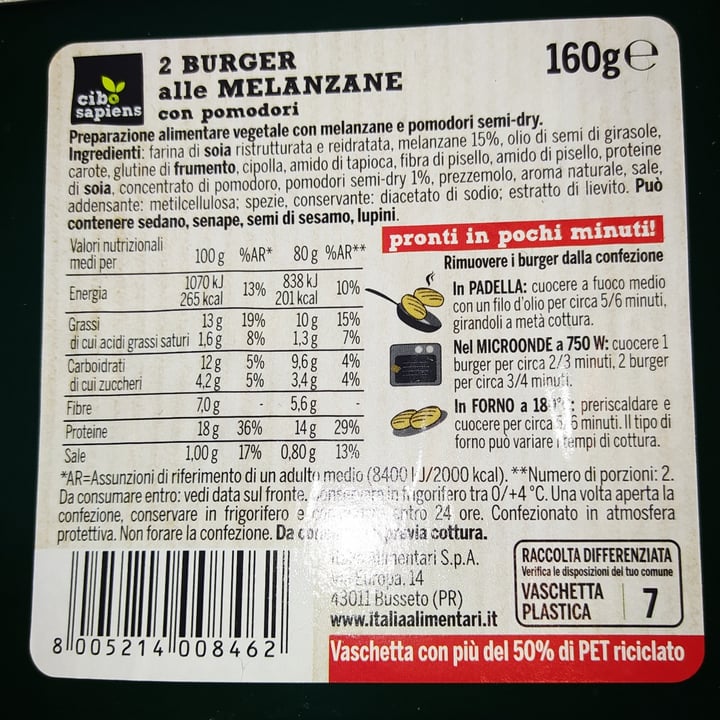 cibo
sapiens
2 BURGER
alle MELANZANE
con pomodori
160g℮
Preparazione alimentare vegetale con melanzane e pomodori semi-dry.
Ingredienti: farina di soia ristrutturata e reidratata, melanzane 15%, olio di semi di girasole,
carote, glutine di frumento, cipolla, amido di tapioca, fibra di pisello, amido di pisello, proteine
di soia, concentrato di pomodoro, pomodori semi-dry 1%, prezzemolo, aroma naturale, sale,
addensante: metilcellulosa; spezie, conservante: diacetato di sodio; estratto di lievito. Può
contenere sedano, senape, semi di sesamo, lupini.
Valori nutrizionali
medi per 100 g %AR* 80 g %AR**
Energia 1070 kJ 13% 838 kJ 10%
265 kcal 201 kcal
Grassi 13 g 19% 10 g 15%
di cui acidi grassi saturi 1,6 g 8% 1,3 g 7%
Carboidrati 12 g 5% 9,6 g 4%
di cui zuccheri 4,2 g 5% 3,4 g 4%
Fibre 7,0 g - 5,6 g -
Proteine 18 g 36% 14 g 29%
Sale 1,00 g 17% 0,80 g 13%
pronti in pochi minuti!
Rimuovere i burger dalla confezione
In PADELLA: cuocere a fuoco medio
con un filo d'olio per circa 5/6 minuti,
girandoli a metà cottura.
Nel MICROONDE a 750 W: cuocere 1
burger per circa 2/3 minuti, 2 burger
per circa 3/4 minuti.
In FORNO a : preriscaldare e
cuocere per circa minuti. Il tipo di
forno può variare i tempi di cottura.
*AR=Assunzioni di riferimento di un adulto medio (8400 kJ/2000 kcal). **Numero di porzioni: 2.
Da consumare entro: vedi data sul fronte. Conservare in frigorifero tra 0/+4 °C. Una volta aperta la
confezione, conservare in frigorifero e entro 24 ore. Confezionato in atmosfera
protettiva. Non forare la confezione. Da previa cottura.
Alimentari S.p.A.
Via Europa, 14
43011 Busseto (PR)
www.italiaalimentari.it
RACCOLTA DIFFERENZIATA
Verifica le disposizioni del tuo comune
VASCHETTA
PLASTICA 7
8 005214 008462
Vaschetta con più del 50% di PET riciclato